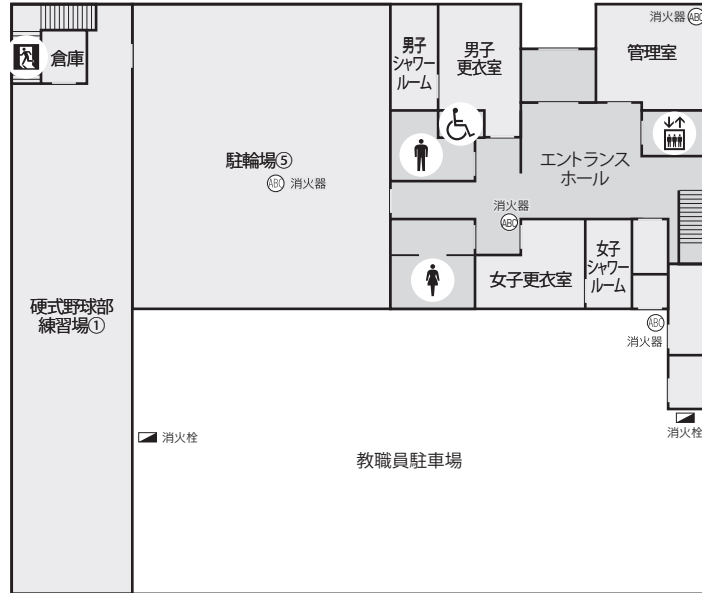 消火器 ABC
管理室
倉庫
男子
シャワー
ルーム
男子
更衣室
駐輪場⑤
ABC 消火器
エントランス
ホール
消火器
ABC
女子更衣室
女子
シャワー
ルーム
硬式野球部
練習場①
ABC
消火器
消火栓
消火栓
教職員駐車場